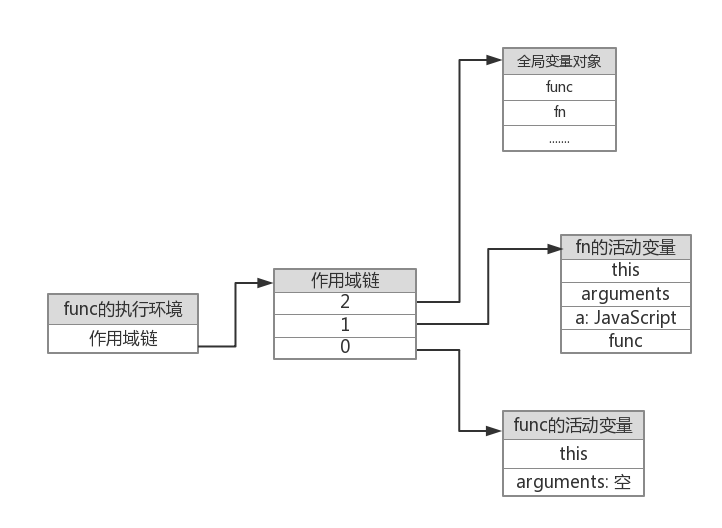 全局变量对象
func
fn
.......
fn的活动变量
this
arguments
a: JavaScript
func
作用域链
2
1
0
func的执行环境
作用域链
func的活动变量
this
arguments: 空